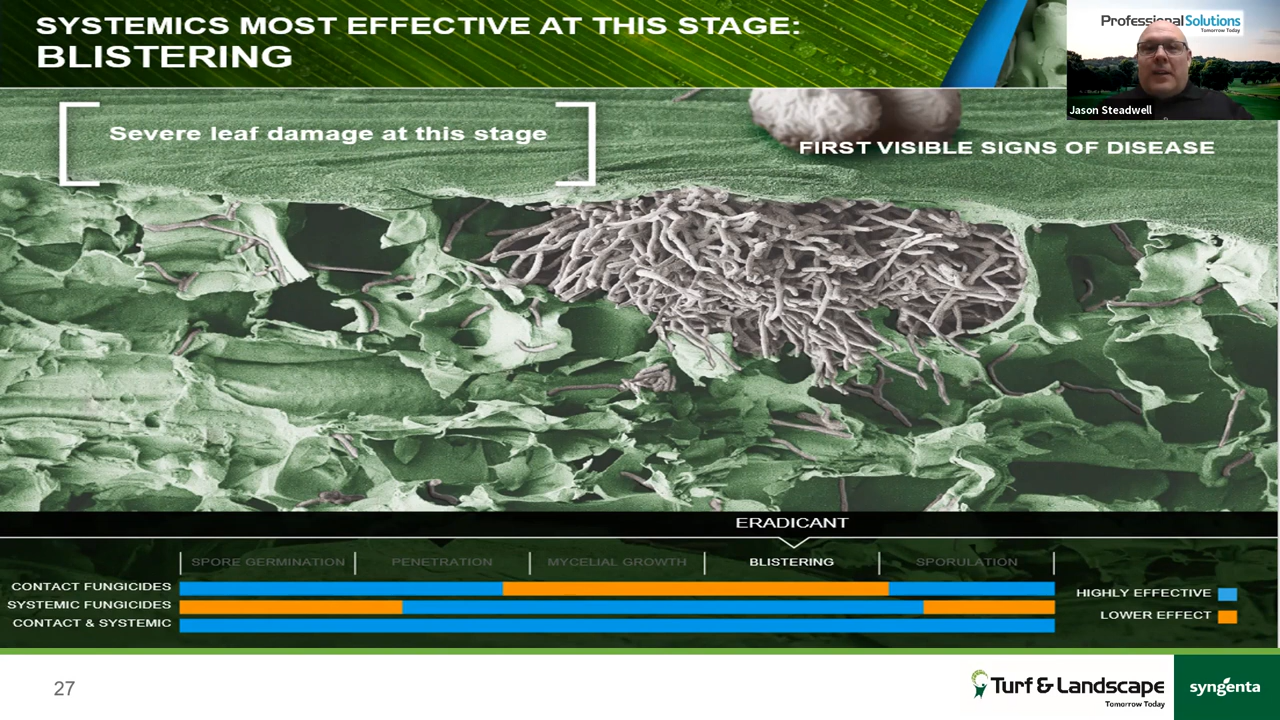 SYSTEMICS MOST EFFECTIVE AT THIS STAGE:
BLISTERING
Professional Solutions
Tomorrow Today
Jason Steadwell
Severe leaf damage at this stage
FIRST VISIBLE SIGNS OF DISEASE
ERADICANT
SPORE GERMINATION
PENETRATION
MYCELIAL GROWTH
BLISTERING
SPORULATION
CONTACT FUNGICIDES
SYSTEMIC FUNGICIDES
CONTACT & SYSTEMIC
HIGHLY EFFECTIVE
LOWER EFFECT
27
Turf & Landscape
Tomorrow Today
syngenta